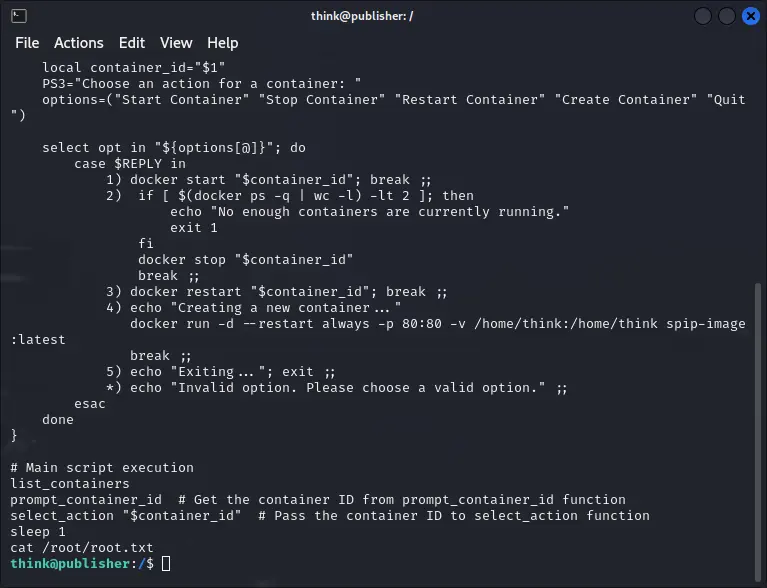 think@publisher: /
File Actions Edit View Help
local container_id="$1"
PS3="Choose an action for a container: "
options=("Start Container" "Stop Container" "Restart Container" "Create Container" "Quit
")
select opt in "${options[@]}"; do
case $REPLY in
1) docker start "$container_id"; break ;;
2)  if [ $(docker ps -q | wc -l) -lt 2 ]; then
echo "No enough containers are currently running."
exit 1
fi
docker stop "$container_id"
break ;;
3) docker restart "$container_id"; break ;;
4) echo "Creating a new container..."
docker run -d --restart always -p 80:80 -v /home/think:/home/think spip-image
:latest
break ;;
5) echo "Exiting..."; exit ;;
*) echo "Invalid option. Please choose a valid option." ;;
esac
done
}
# Main script execution
list_containers
prompt_container_id  # Get the container ID from prompt_container_id function
select_action "$container_id"  # Pass the container ID to select_action function
sleep 1
cat /root/root.txt
think@publisher:/$